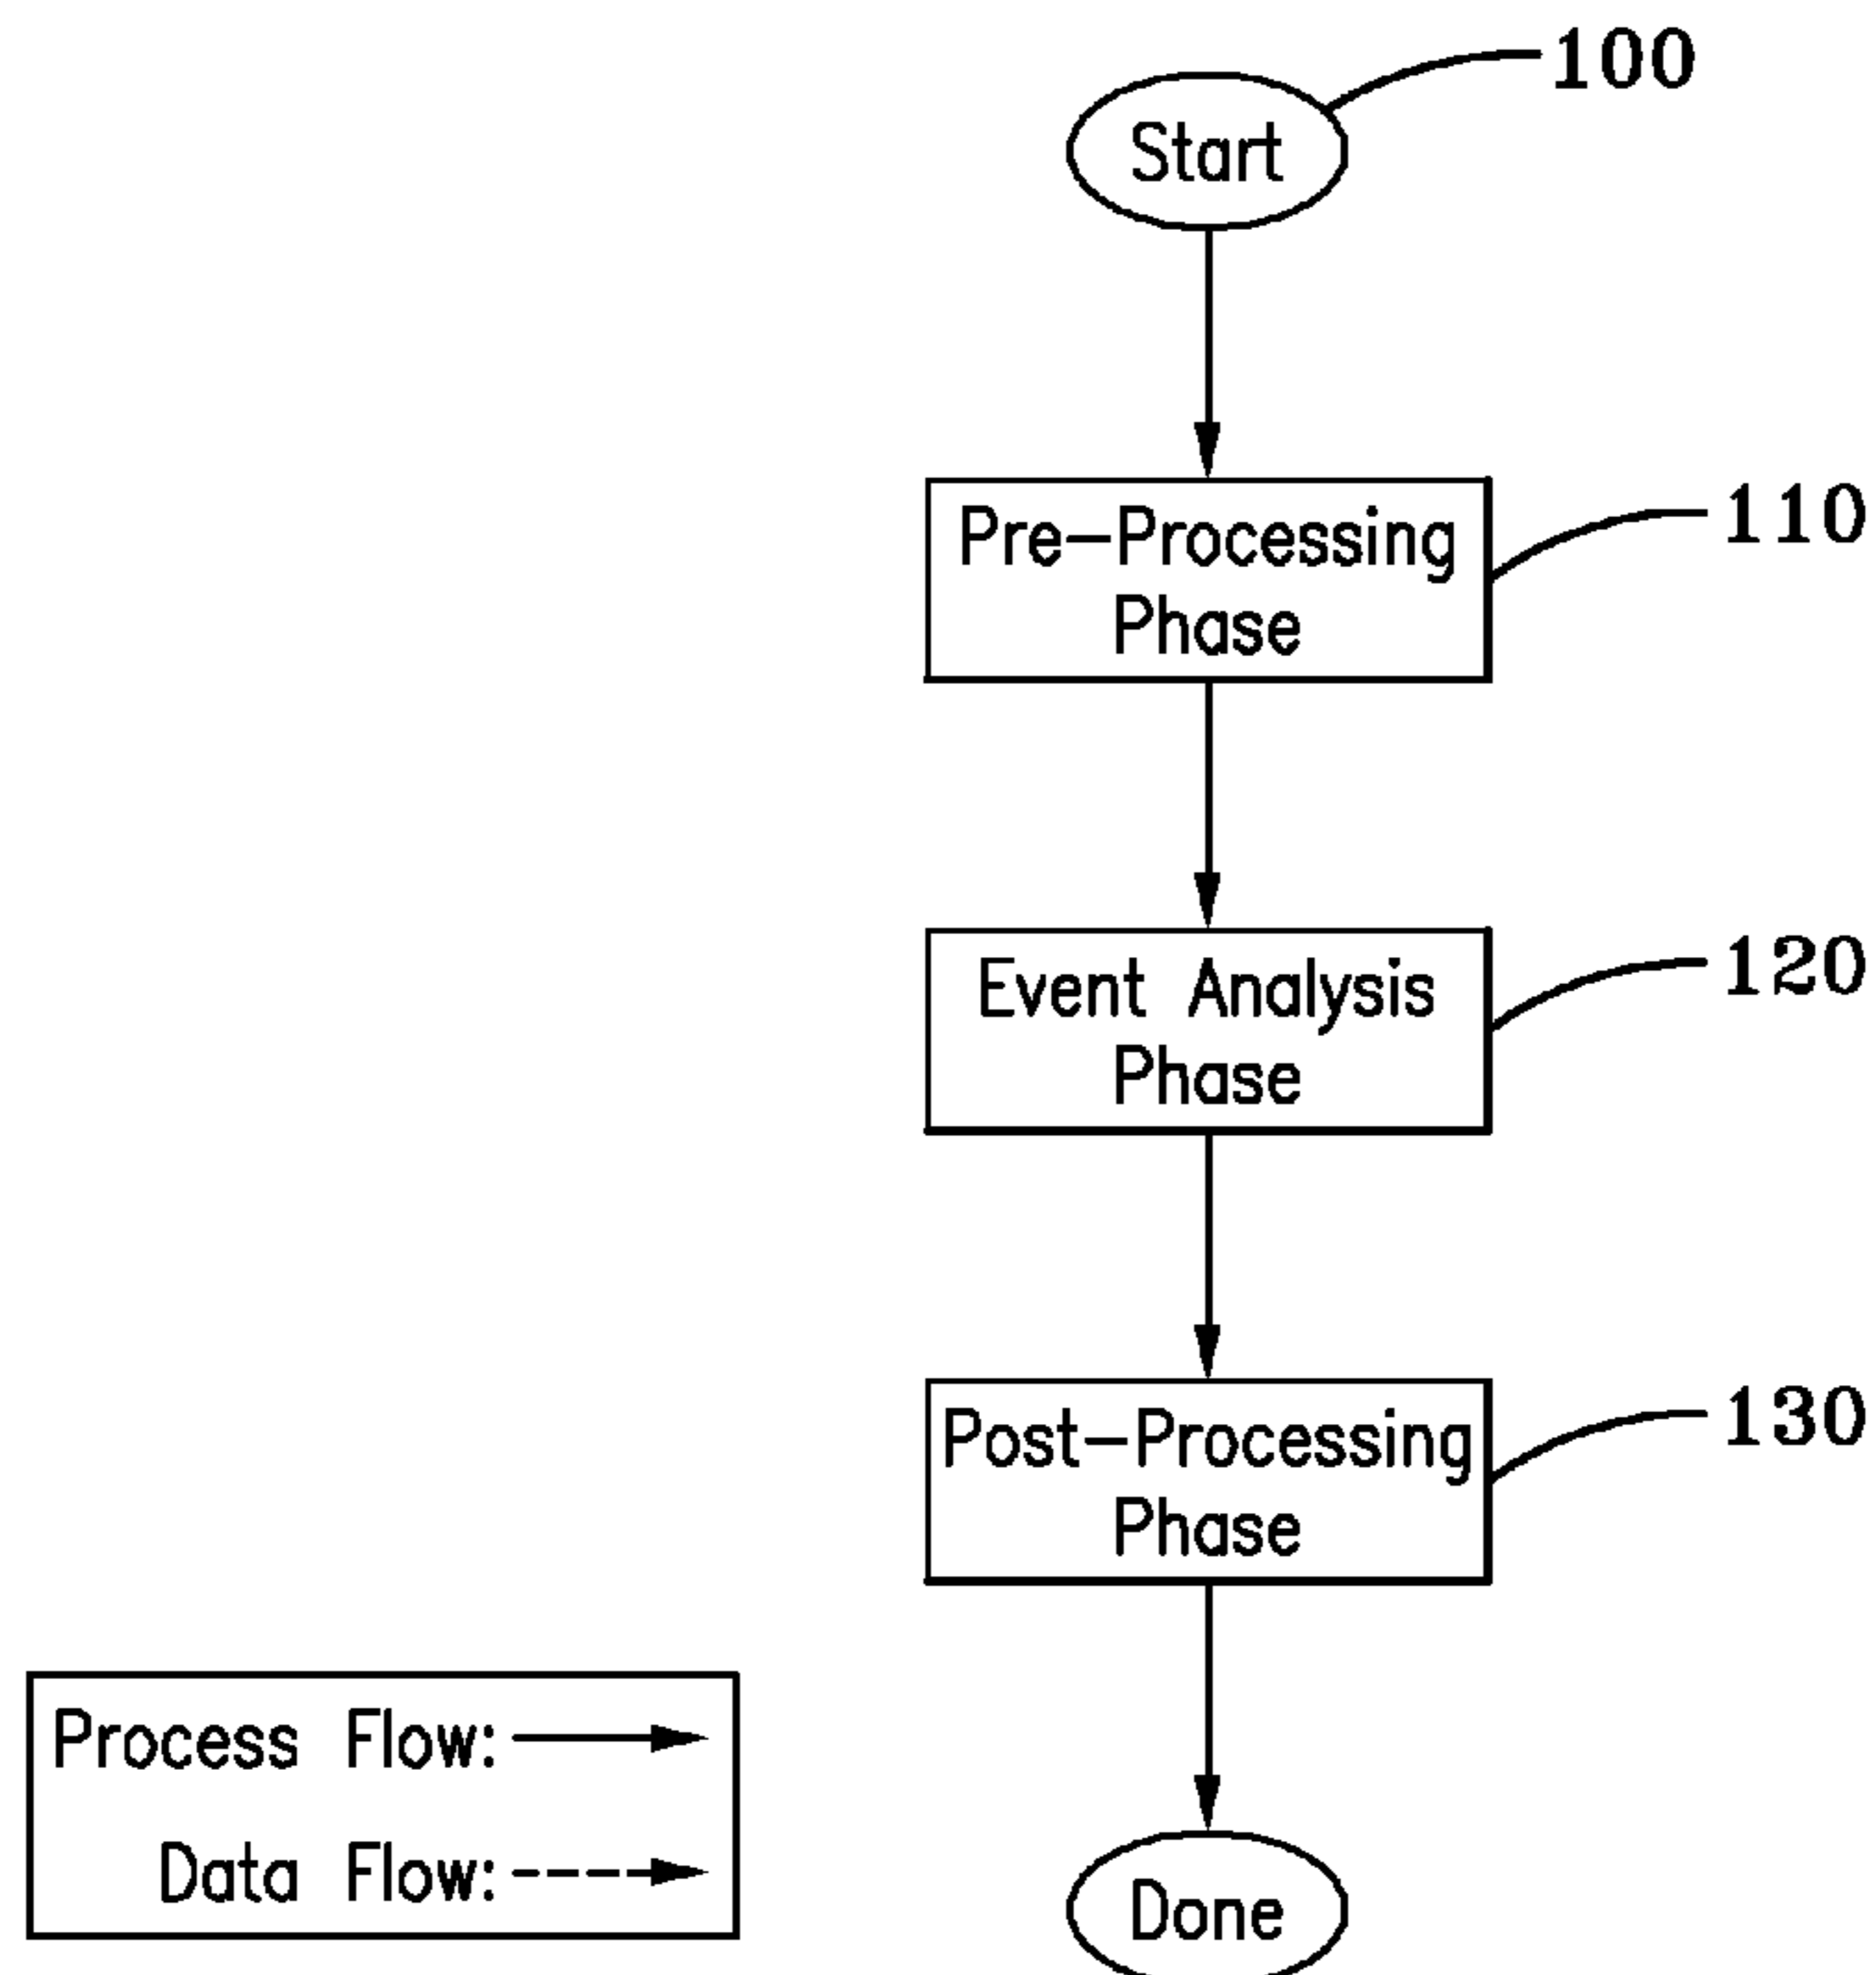 100
Start
Pre-Processing
Phase
110
Event Analysis
Phase
120
Post-Processing
Phase
130
Process Flow:
Data Flow:
Done